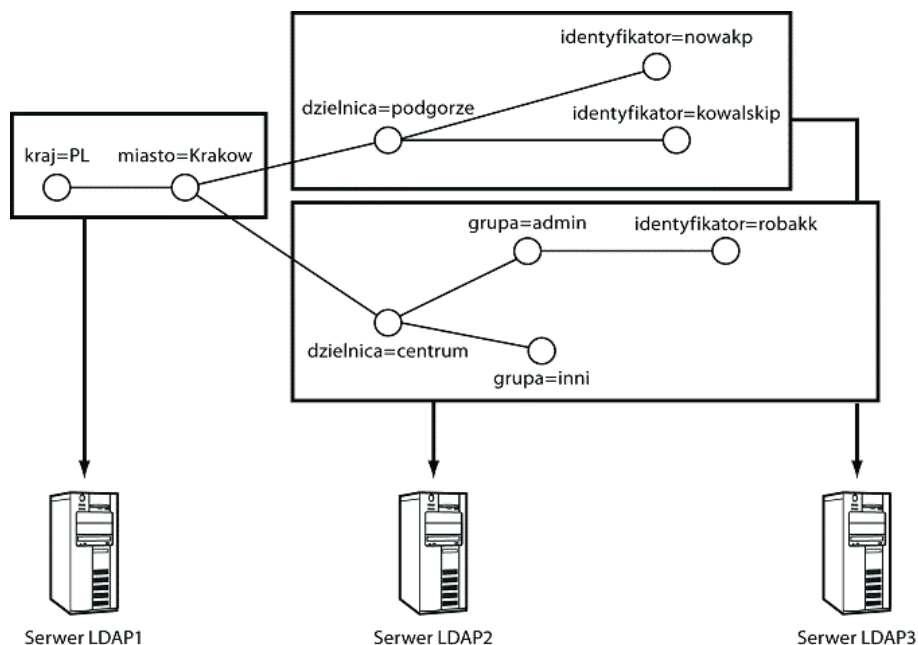 identyfikator=nowakp
dzielnica=podgorze
identyfikator=kowalskip
kraj=PL
miasto=Krakow
grupa=admin
identyfikator=robakk
dzielnica=centrum
grupa=inni
Serwer LDAP1
Serwer LDAP2
Serwer LDAP3